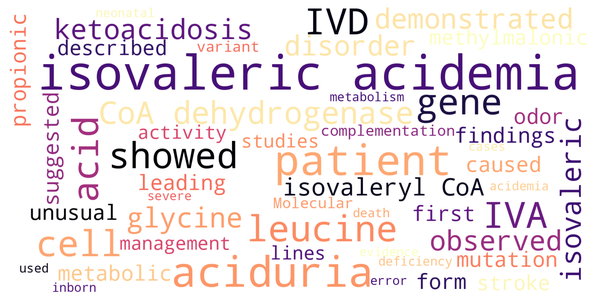 neonatal
propionic
ketoacidosis
IVD
demonstrated
described
variant
disorder
methylmalonic
isovaleric acidemia
metabolism
CoA dehydrogenase
gene
suggested
acid
activity
studies
complementation
findings.
odor
isovaleric
showed
patient
cases
caused
leading
severe
isovaleryl CoA
acidemia
unusual
glycine
Molecular
leucine
death
first
IVA
cell
management
lines
evidence
observed
used
metabolic
aciduria
deficiency
mutation
inborn
error
form
stroke